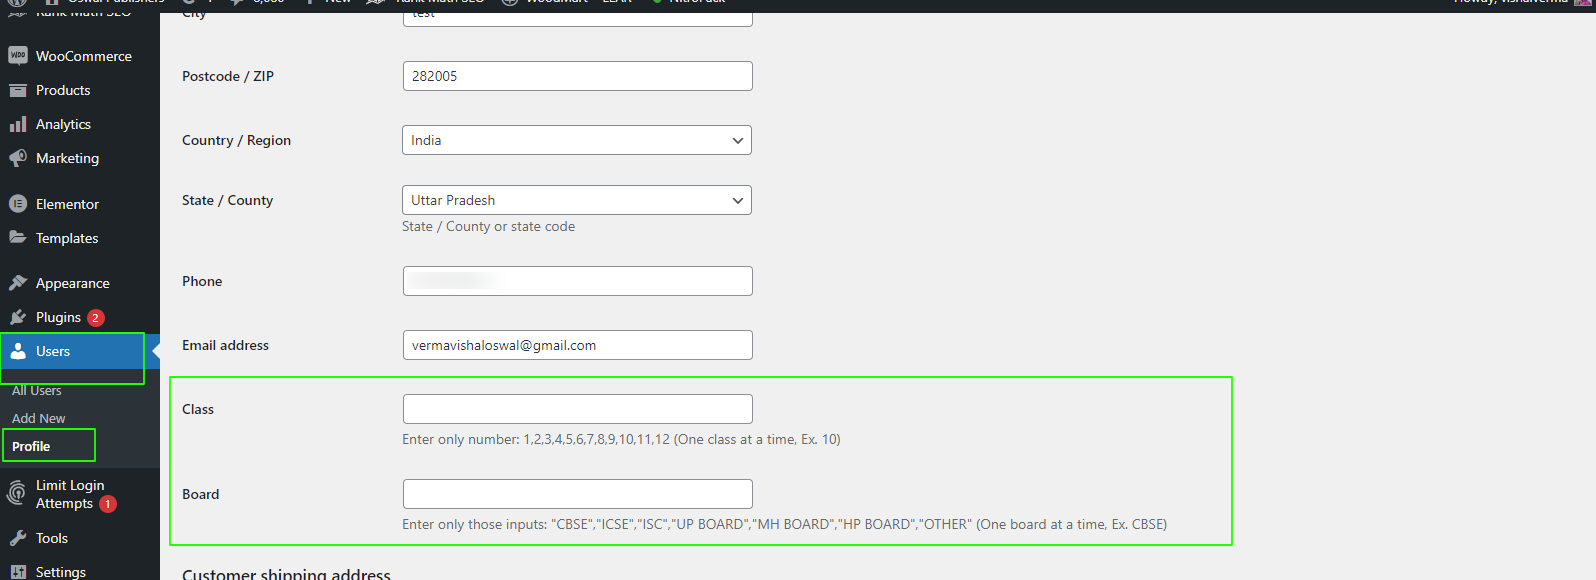 Oswal Publishers
New
Rank Math SEO
WoodMart
NitroPack
Howdy, vishalverma
Rank Math SEO
WooCommerce
Products
Analytics
Marketing
Elementor
Templates
Appearance
Plugins 2
Users
All Users
Add New
Profile
Limit Login
Attempts 1
Tools
Settings
City
test
Postcode / ZIP
282005
Country / Region
India
State / County
Uttar Pradesh
State / County or state code
Phone
Email address
vermavishaloswal@gmail.com
Class
Enter only number: 1,2,3,4,5,6,7,8,9,10,11,12 (One class at a time, Ex. 10)
Board
Enter only those inputs: "CBSE","ICSE","ISC","UP BOARD","MH BOARD","HP BOARD","OTHER" (One board at a time, Ex. CBSE)
Customer shipping address